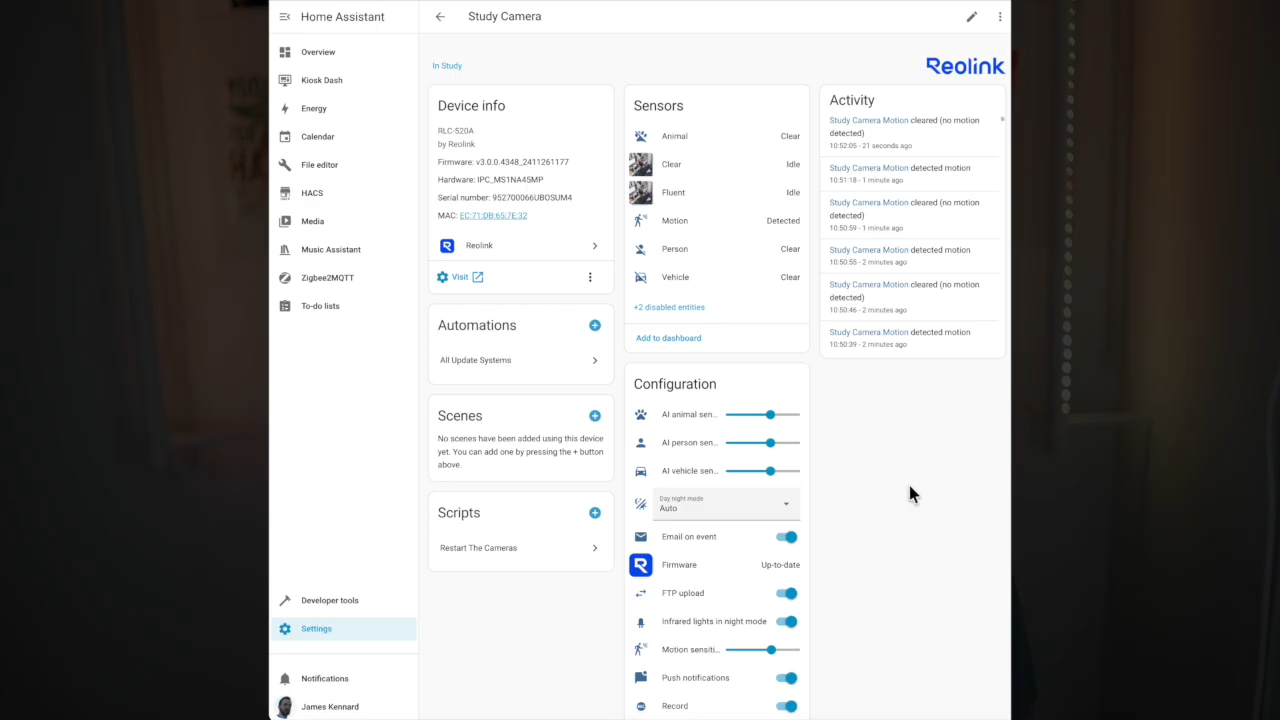 Home Assistant
Overview
Kiosk Dash
Energy
Calendar
File editor
HACS
Media
Music Assistant
Zigbee2MQTT
To-do lists
Developer tools
Settings
Notifications
James Kennard
Study Camera
In Study
Reolink
Device info
RLC-520A
by Reolink
Firmware: v3.0.0.4348_2411261177
Hardware: IPC_MS1NA45MP
Serial number: 952700066UBOSUM4
MAC: EC:71:DB:65:7E:32
Reolink
Visit
Automations
All Update Systems
Scenes
No scenes have been added using this device
yet. You can add one by pressing the + button
above.
Scripts
Restart The Cameras
Sensors
Animal Clear
Clear Idle
Fluent Idle
Motion Detected
Person Clear
Vehicle Clear
+2 disabled entities
Add to dashboard
Configuration
AI animal sen...
AI person sen...
AI vehicle sen...
Day night mode
Auto
Email on event
Firmware Up-to-date
FTP upload
Infrared lights in night mode
Motion sensiti...
Push notifications
Record
Activity
Study Camera Motion cleared (no motion
detected)
10:52:05 - 21 seconds ago
Study Camera Motion detected motion
10:51:18 - 1 minute ago
Study Camera Motion cleared (no motion
detected)
10:50:59 - 1 minute ago
Study Camera Motion detected motion
10:50:55 - 2 minutes ago
Study Camera Motion cleared (no motion
detected)
10:50:46 - 2 minutes ago
Study Camera Motion detected motion
10:50:39 - 2 minutes ago